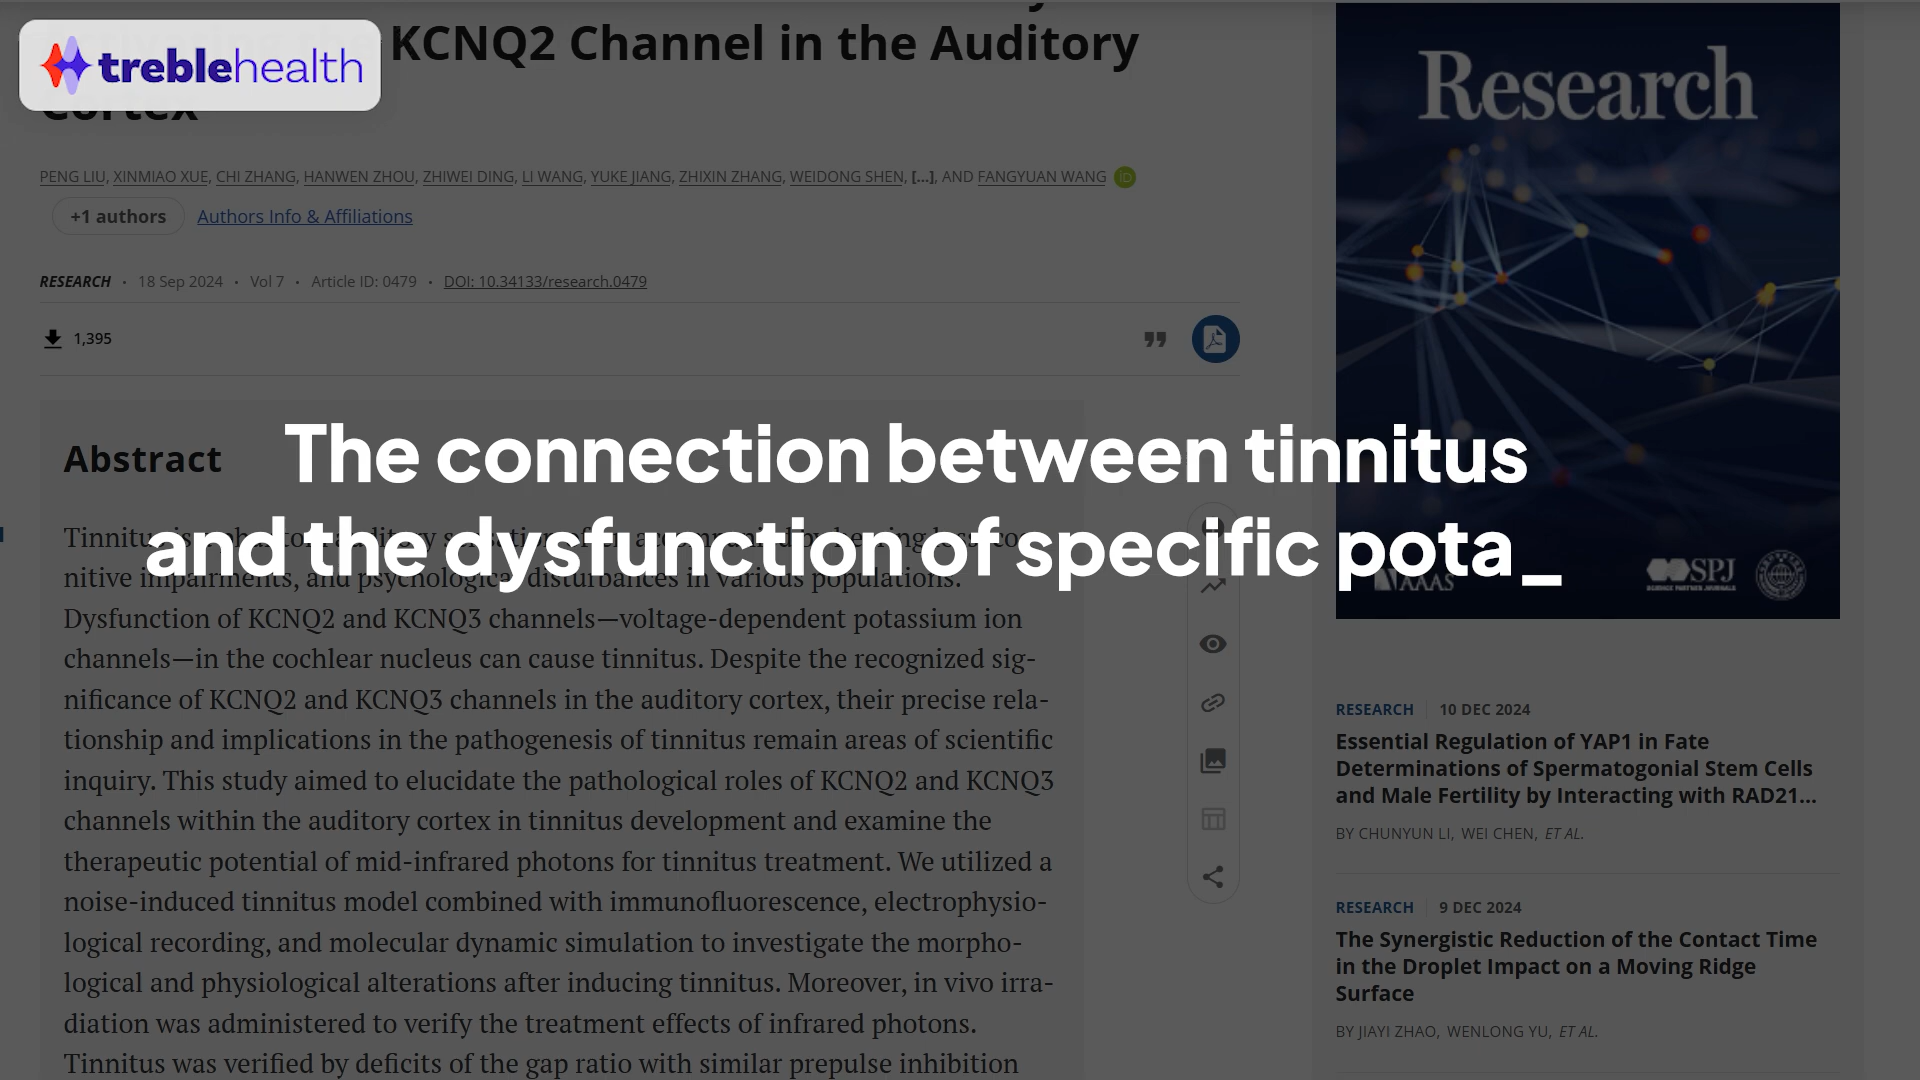 treblehealth
KCNQ2 Channel in the Auditory
Cortex
PENG LIU, XINMIAO XUE, CHI ZHANG, HANWEN ZHOU, ZHIWEI DING, LI WANG, YUKE JIANG, ZHIXIN ZHANG, WEIDONG SHEN, [...], AND FANGYUAN WANG iD
+1 authors Authors Info & Affiliations
RESEARCH • 18 Sep 2024 • Vol 7 • Article ID: 0479 • DOI: 10.34133/research.0479
1,395
Abstract
The connection between tinnitus
and the dysfunction of specific pota_
nitive impairments, and psychological disturbances in various populations.
Dysfunction of KCNQ2 and KCNQ3 channels—voltage-dependent potassium ion
channels—in the cochlear nucleus can cause tinnitus. Despite the recognized sig-
nificance of KCNQ2 and KCNQ3 channels in the auditory cortex, their precise rela-
tionship and implications in the pathogenesis of tinnitus remain areas of scientific
inquiry. This study aimed to elucidate the pathological roles of KCNQ2 and KCNQ3
channels within the auditory cortex in tinnitus development and examine the
therapeutic potential of mid-infrared photons for tinnitus treatment. We utilized a
noise-induced tinnitus model combined with immunofluorescence, electrophysio-
logical recording, and molecular dynamic simulation to investigate the morpho-
logical and physiological alterations after inducing tinnitus. Moreover, in vivo irra-
diation was administered to verify the treatment effects of infrared photons.
Tinnitus was verified by deficits of the gap ratio with similar prepulse inhibition
Research
AAAS
SPJ
SCIENCE PARTNER JOURNALS
RESEARCH 10 DEC 2024
Essential Regulation of YAP1 in Fate
Determinations of Spermatogonial Stem Cells
and Male Fertility by Interacting with RAD21...
BY CHUNYUN LI, WEI CHEN, ET AL.
RESEARCH 9 DEC 2024
The Synergistic Reduction of the Contact Time
in the Droplet Impact on a Moving Ridge
Surface
BY JIAYI ZHAO, WENLONG YU, ET AL.